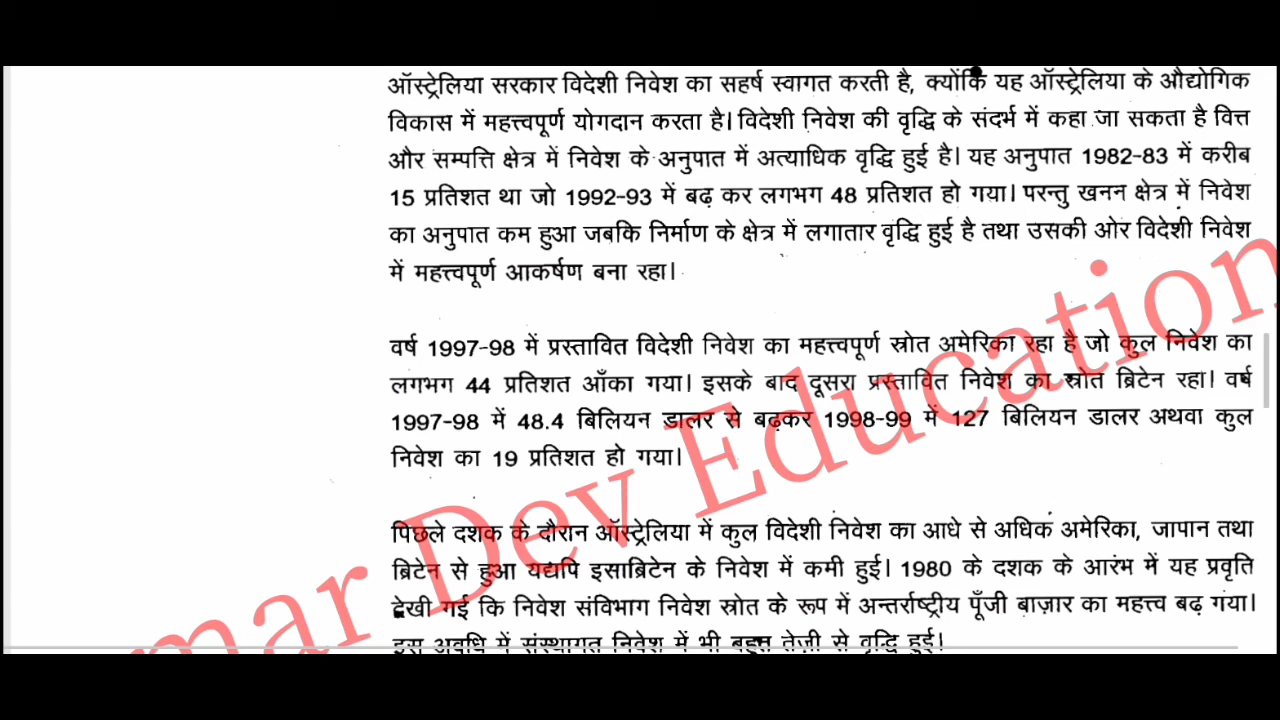 ऑस्ट्रेलिया सरकार विदेशी निवेश का सहर्ष स्वागत करती है, क्योंकि यह ऑस्ट्रेलिया के औद्योगिक
विकास में महत्त्वपूर्ण योगदान करता है। विदेशी निवेश की वृद्धि के संदर्भ में कहा जा सकता है वित्त
और सम्पत्ति क्षेत्र में निवेश के अनुपात में अत्याधिक वृद्धि हुई है। यह अनुपात 1982-83 में करीब
15 प्रतिशत था जो 1992-93 में बढ़ कर लगभग 48 प्रतिशत हो गया। परन्तु खनन क्षेत्र में निवेश
का अनुपात कम हुआ जबकि निर्माण के क्षेत्र में लगातार वृद्धि हुई है तथा उसकी ओर विदेशी निवेश
में महत्त्वपूर्ण आकर्षण बना रहा।
वर्ष 1997-98 में प्रस्तावित विदेशी निवेश का महत्त्वपूर्ण स्रोत अमेरिका रहा है जो कुल निवेश का
लगभग 44 प्रतिशत आँका गया। इसके बाद दूसरा प्रस्तावित निवेश का स्रोत ब्रिटेन रहा। वर्ष
1997-98 में 48.4 बिलियन डालर से बढ़कर 1998-99 में 127 बिलियन डालर अथवा कुल
निवेश का 19 प्रतिशत हो गया।
पिछले दशक के दौरान ऑस्ट्रेलिया में कुल विदेशी निवेश का आधे से अधिक अमेरिका, जापान तथा
ब्रिटेन से हुआ यद्यपि इसाब्रिटेन के निवेश में कमी हुई। 1980 के दशक के आरंभ में यह प्रवृति
देखी गई कि निवेश संविभाग निवेश स्रोत के रूप में अन्तर्राष्ट्रीय पूँजी बाज़ार का महत्त्व बढ़ गया।
इस अवधि में संस्थागत निवेश में भी बहुत तेज़ी से वृद्धि हुई।
mar Dev Education